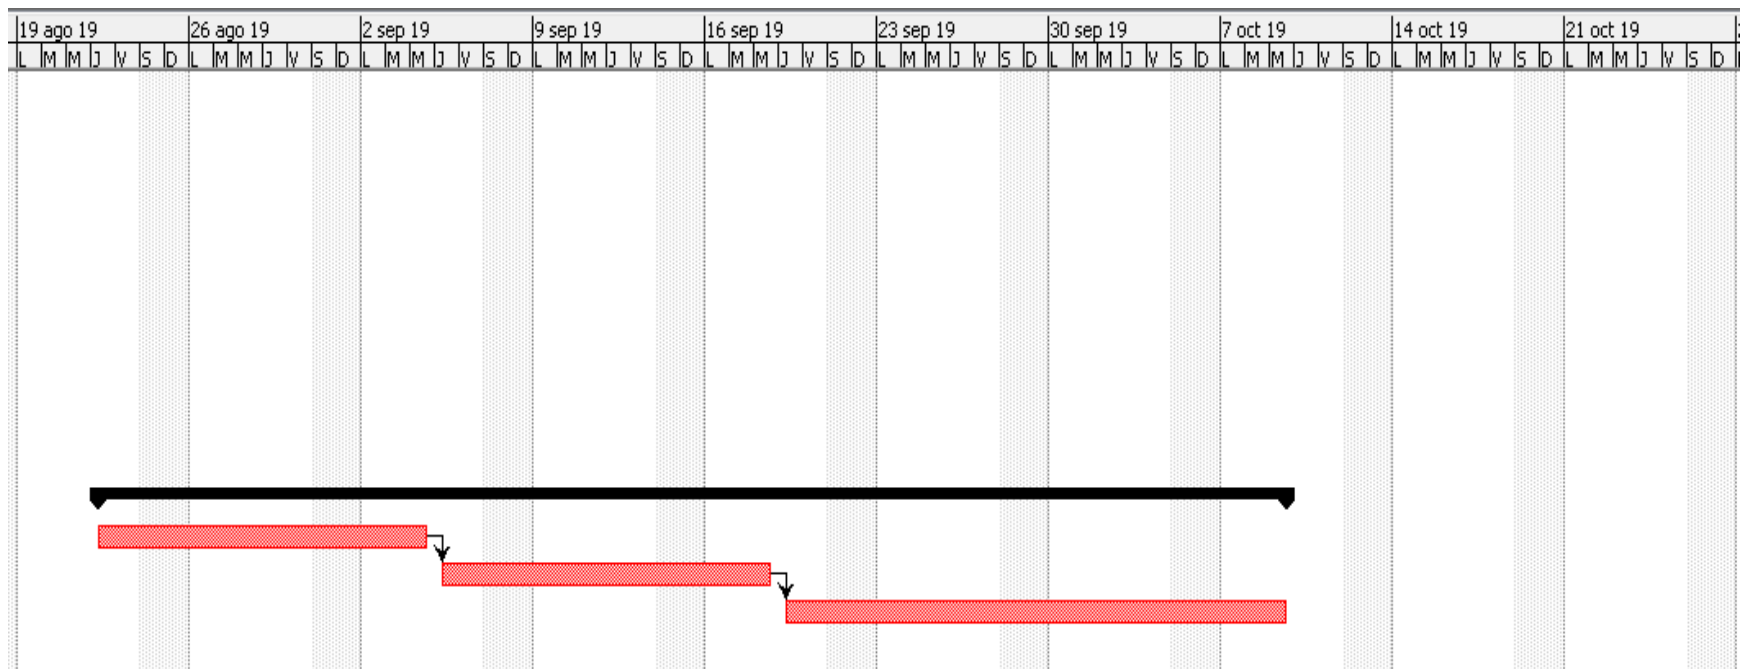 19 ago 19 26 ago 19 2 sep 19 9 sep 19 16 sep 19 23 sep 19 30 sep 19 7 oct 19 14 oct 19 21 oct 19
L M M J V S D L M M J V S D L M M J V S D L M M J V S D L M M J V S D L M M J V S D L M M J V S D L M M J V S D L M M J V S D L M M J V S D